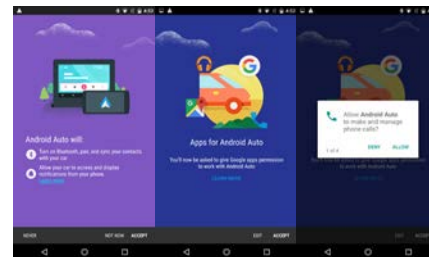 Android Auto will:
Turn on Bluetooth, pair, and sync your contacts
with your car
Allow your car to access and display
notifications from your phone.
NEVER
NOT NOW
ACCEPT
Apps for Android Auto
You'll now be asked to give Google apps permission
to work with Android Auto
LEARN MORE
EXIT
ACCEPT
Allow Android Auto
to make and manage
phone calls?
1 of 4
DENY
ALLOW
EXIT